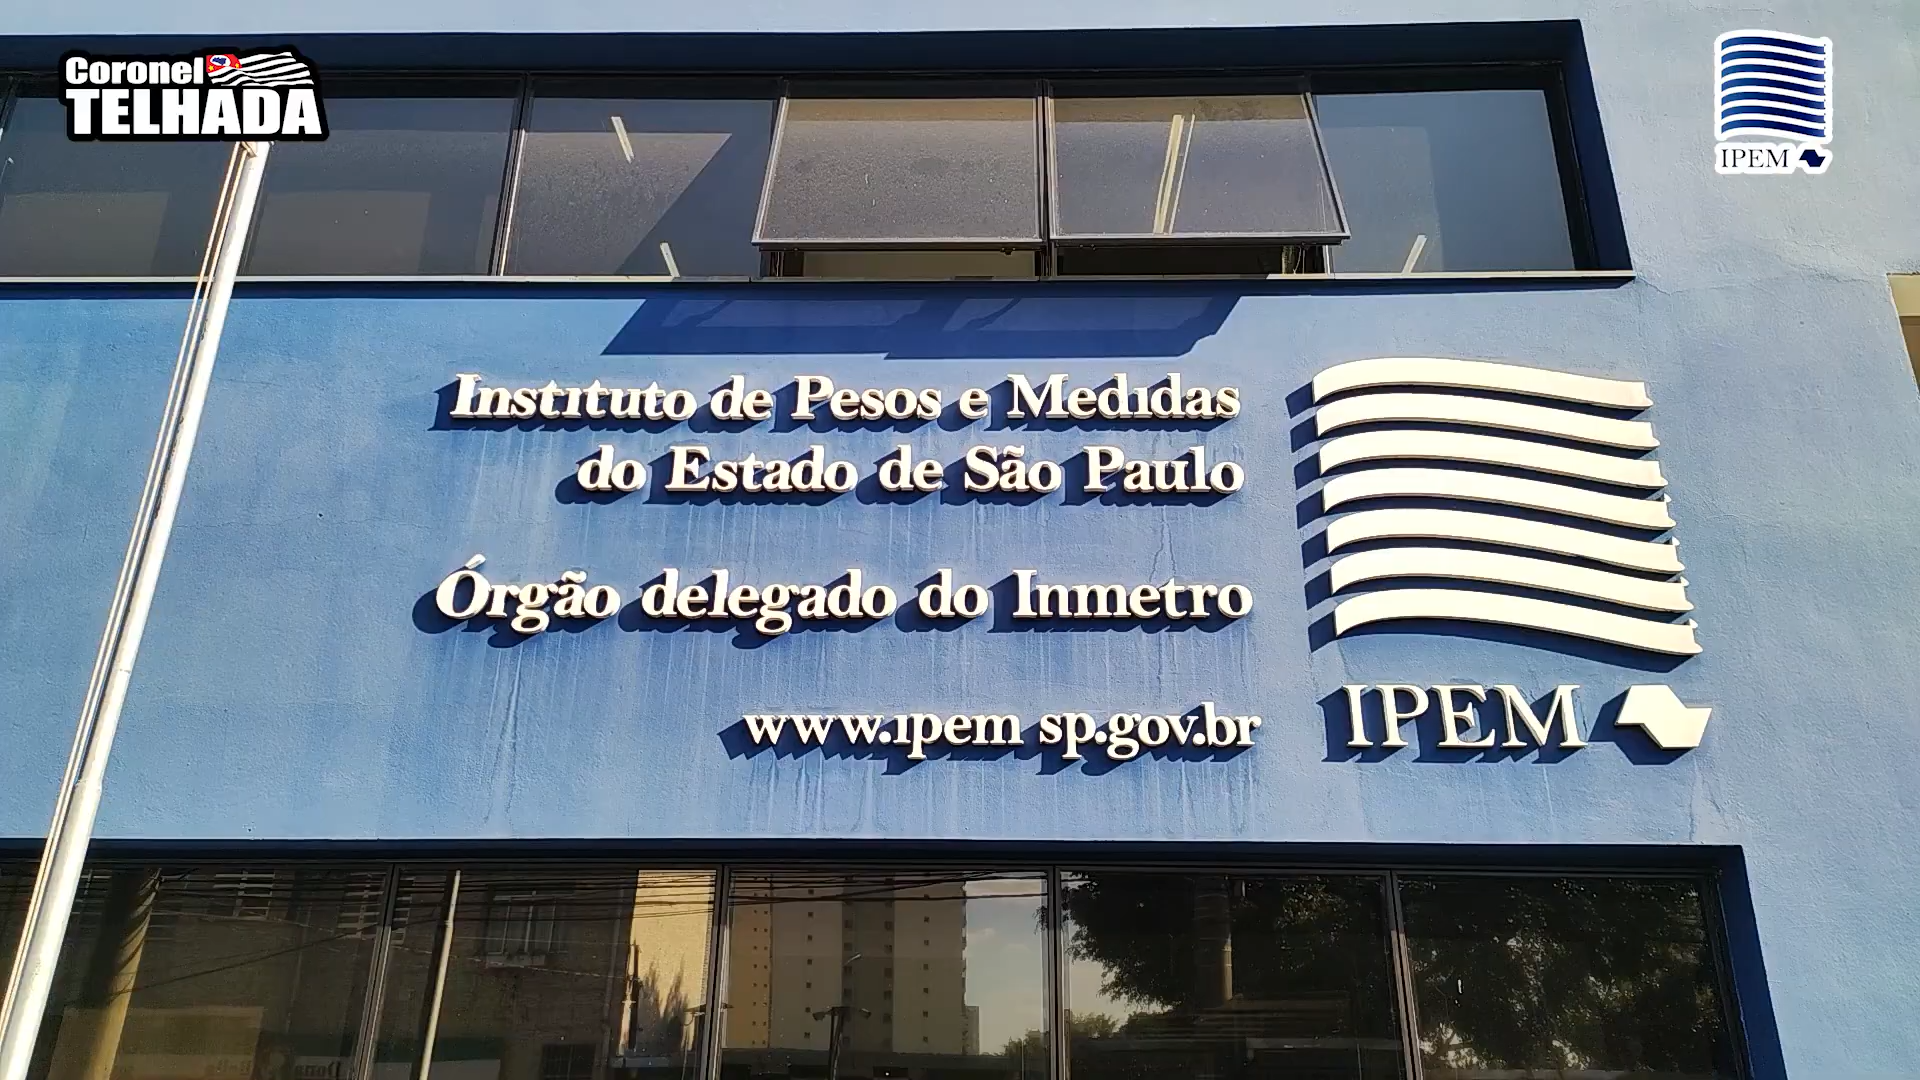 Coronel
TELHADA
IPEM
Instituto de Pesos e Medidas
do Estado de São Paulo
Órgão delegado do Inmetro
www.ipem sp.gov.br
IPEM